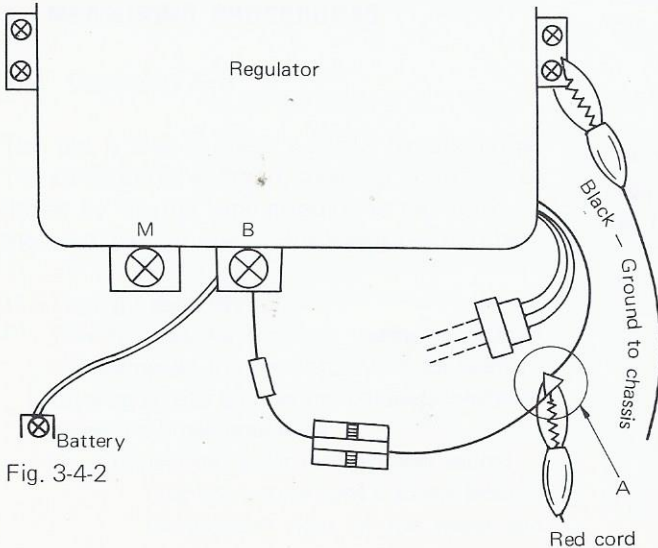 Regulator
M
B
Black – Ground to chassis
Battery
Fig. 3-4-2
A
Red cord